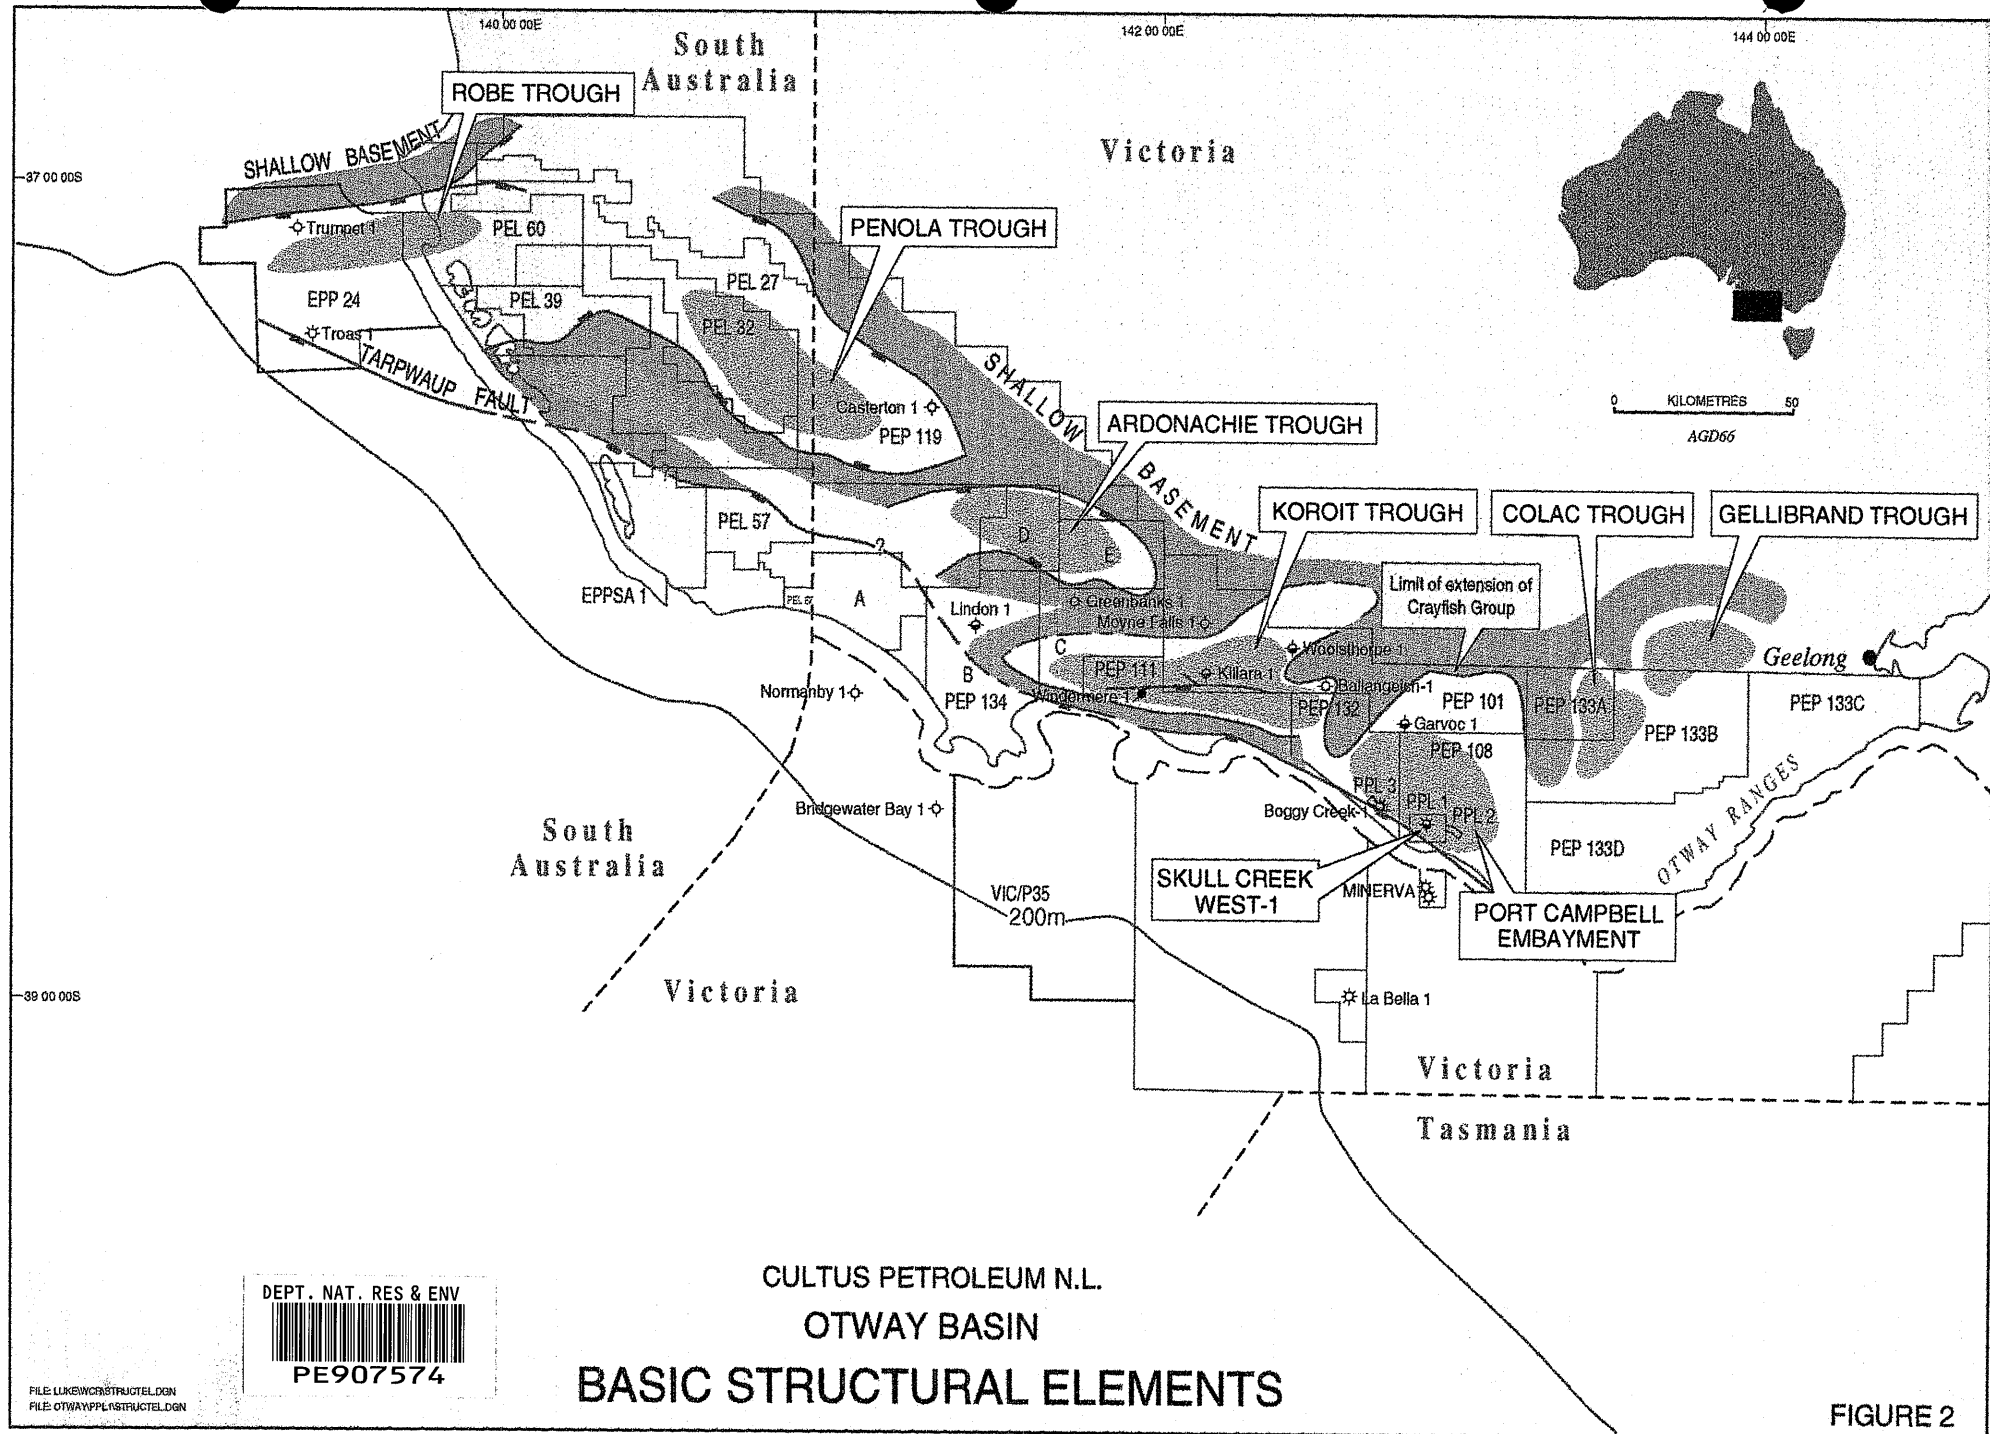 140 00 00E
142 00 00E
144 00 00E
South
Australia
ROBE TROUGH
Victoria
SHALLOW BASEMENT
37 00 00S
Trumpet 1
PEL 60
PENOLA TROUGH
PEL 27
EPP 24
PEL 39
PEL 32
Troas 1
TARPWAUP FAULT
SHALLOW BASEMENT
0 KILOMETRES 50
AGD66
Casterton 1
PEP 119
ARDONACHIE TROUGH
KOROIT TROUGH
COLAC TROUGH
GELLIBRAND TROUGH
?
PEL 57
?
D
E
Limit of extension of
Crayfish Group
EPPSA 1
A
Lindon 1
Greenbanks 1
Moyne Falls 1
C
Woolsthorpe 1
Geelong
B
PEP 111
Killara 1
Normanby 1
PEP 134
Windermere 1
Ballangeich-1
PEP 132
PEP 101
PEP 133A
PEP 133C
Garvoc 1
PEP 133B
PEP 108
PPL 3
PPL 1
PPL 2
Bridgewater Bay 1
Boggy Creek-1
OTWAY RANGES
South
Australia
PEP 133D
SKULL CREEK
WEST-1
MINERVA
VIC/P35
200m
PORT CAMPBELL
EMBAYMENT
Victoria
39 00 00S
La Bella 1
Victoria
Tasmania
CULTUS PETROLEUM N.L.
OTWAY BASIN
BASIC STRUCTURAL ELEMENTS
DEPT. NAT. RES & ENV
PE907574
FILE: OTWAY\PPL1\STRUCTEL.DGN
FIGURE 2